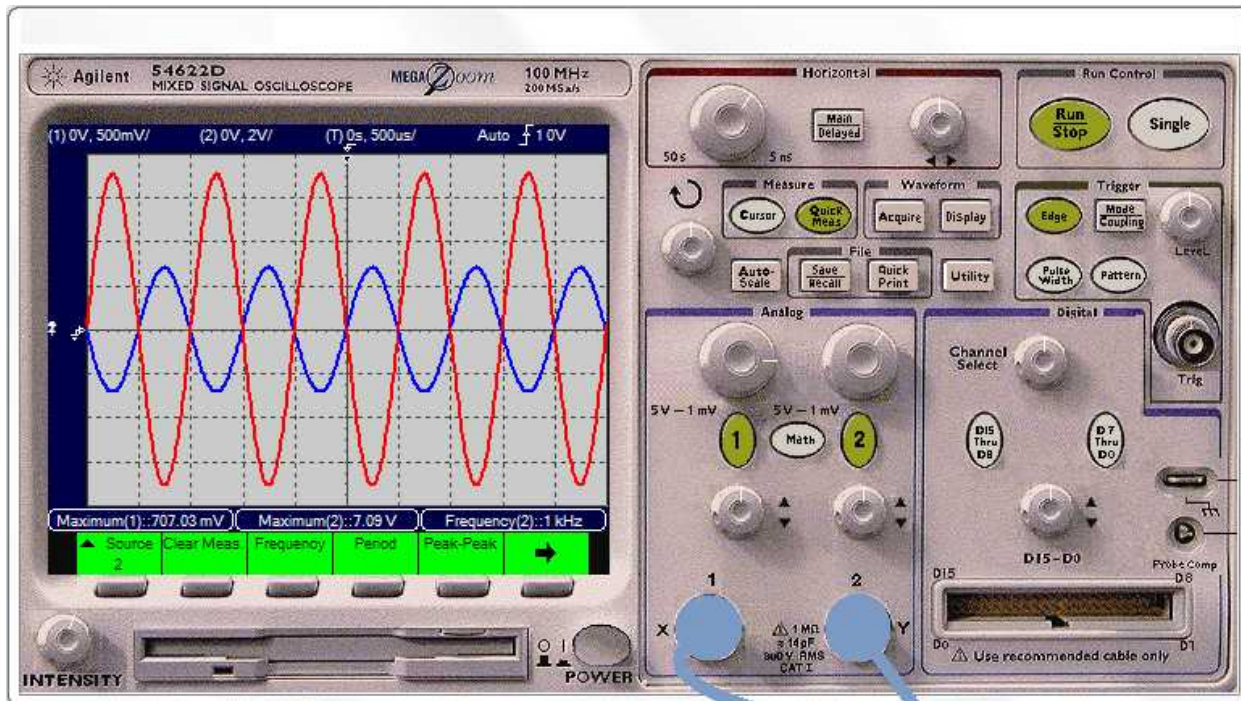 Agilent
54622D
MIXED SIGNAL OSCILLOSCOPE
MEGA Zoom
100 MHz
200 MSa/s
(1) 0V, 500mV/ (2) 0V, 2V/ (T) 0s, 500us/ Auto 1 0V
2
Maximum(1)::707.03 mV Maximum(2)::7.09 V Frequency(2)::1 kHz
Source Clear Meas. Frequency Period Peak-Peak
2
INTENSITY
POWER
Horizontal
Main
Delayed
50 s 5 ns
Run Control
Run
Stop
Single
Measure
Cursor
Quick
Meas
Waveform
Acquire
Display
Trigger
Edge
Mode
Coupling
Level
Pulse
Width
Pattern
Trig
Auto-
Scale
File
Save
Recall
Quick
Print
Utility
Analog
5V – 1 mV 5V – 1 mV
1
Math
2
1 2
X Y
1 MΩ
≈ 14pF
300 V RMS
CAT I
Digital
Channel
Select
D15
Thru
D8
D7
Thru
D0
D15-D0
Probe Comp
D15 D8
D0
Use recommended cable only